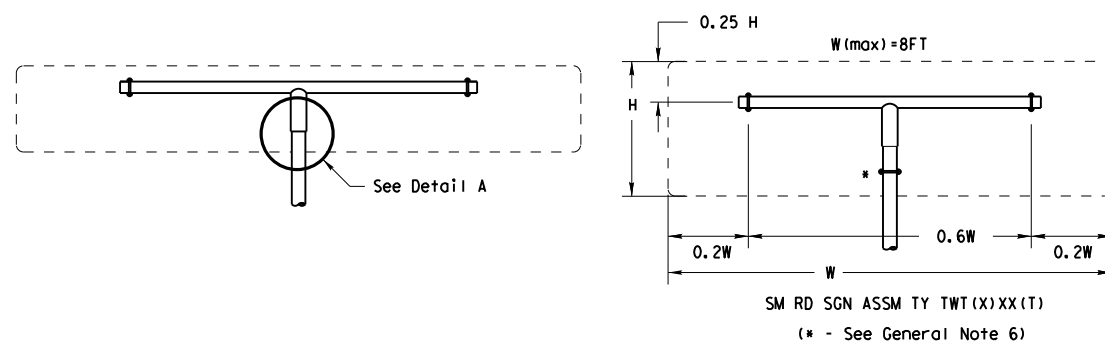 See Detail A
0.25 H
W(max)=8FT
H
*
0.2W
0.6W
0.2W
W
SM RD SGN ASSM TY TWT(X)XX(T)
(* - See General Note 6)